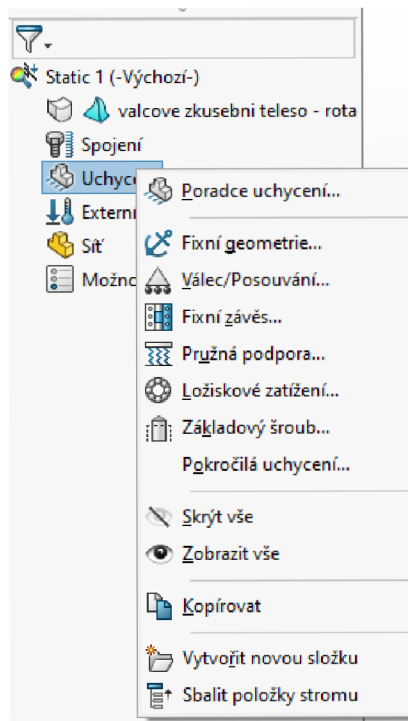 Static 1 (-Výchozí-)
valcove zkusebni teleso - rota
Spojení
Uchyc
Externí
Síť
Možno
Poradce uchycení...
Fixní geometrie...
Válec/Posouvání...
Fixní závěs...
Pružná podpora...
Ložiskové zatížení...
Základový šroub...
Pokročilá uchycení...
Skrýt vše
Zobrazit vše
Kopírovat
Vytvořit novou složku
Sbalit položky stromu